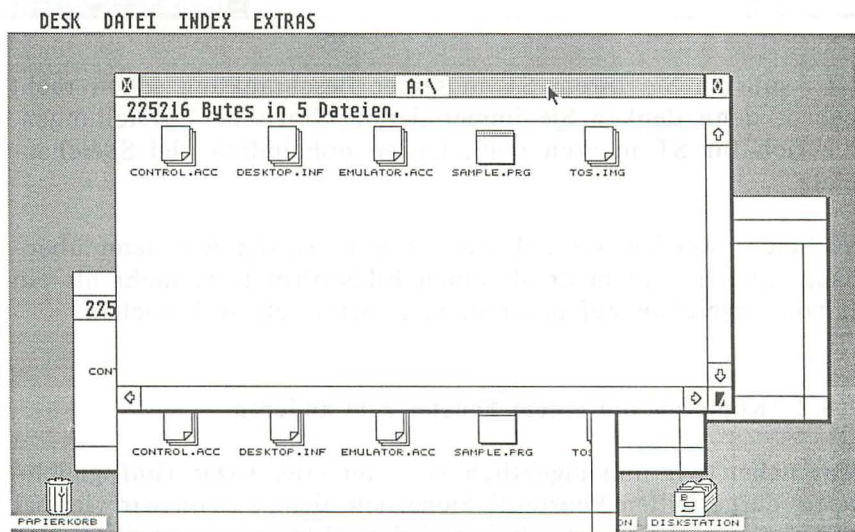 DESK DATEI INDEX EXTRAS
A:\
225216 Bytes in 5 Dateien.
CONTROL.ACC DESKTOP.INF EMULATOR.ACC SAMPLE.PRG TOS.IMG
225
CON
CONTROL.ACC DESKTOP.INF EMULATOR.ACC SAMPLE.PRG TOS
B
PAPIERKORB ON DISKSTATION